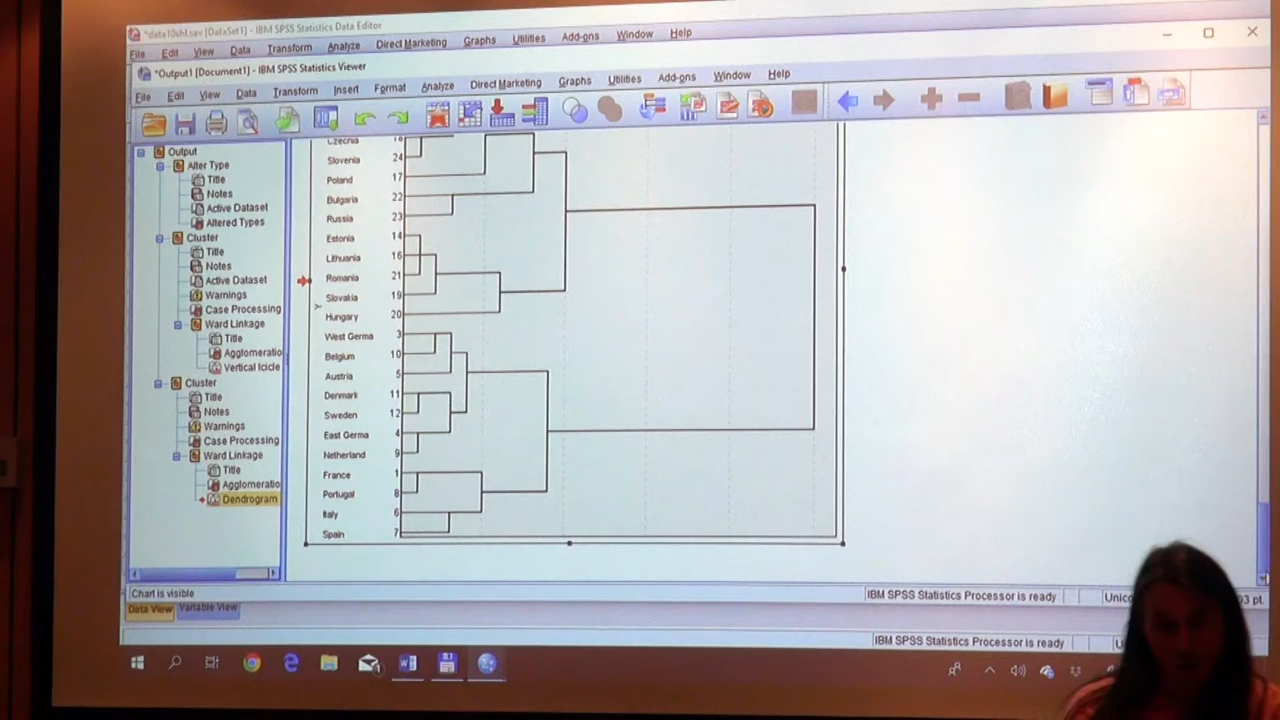 *data10shf.sav [DataSet1] - IBM SPSS Statistics Data Editor
File Edit View Data Transform Analyze Direct Marketing Graphs Utilities Add-ons Window Help
*Output1 [Document1] - IBM SPSS Statistics Viewer
File Edit View Data Transform Insert Format Analyze Direct Marketing Graphs Utilities Add-ons Window Help
Output
Alter Type
Title
Notes
Active Dataset
Altered Types
Cluster
Title
Notes
Active Dataset
Warnings
Case Processing
Ward Linkage
Title
Agglomeratio
Vertical Icicle
Cluster
Title
Notes
Warnings
Case Processing
Ward Linkage
Title
Agglomeratio
Dendrogram
Czechia 18
Slovenia 24
Poland 17
Bulgaria 22
Russia 23
Estonia 14
Lithuania 16
Romania 21
Slovakia 19
Y
Hungary 20
West Germa 3
Belgium 10
Austria 5
Denmark 11
Sweden 12
East Germa 4
Netherland 9
France 1
Portugal 8
Italy 6
Spain 7
Chart is visible
IBM SPSS Statistics Processor is ready
pt
Data View Variable View
IBM SPSS Statistics Processor is ready